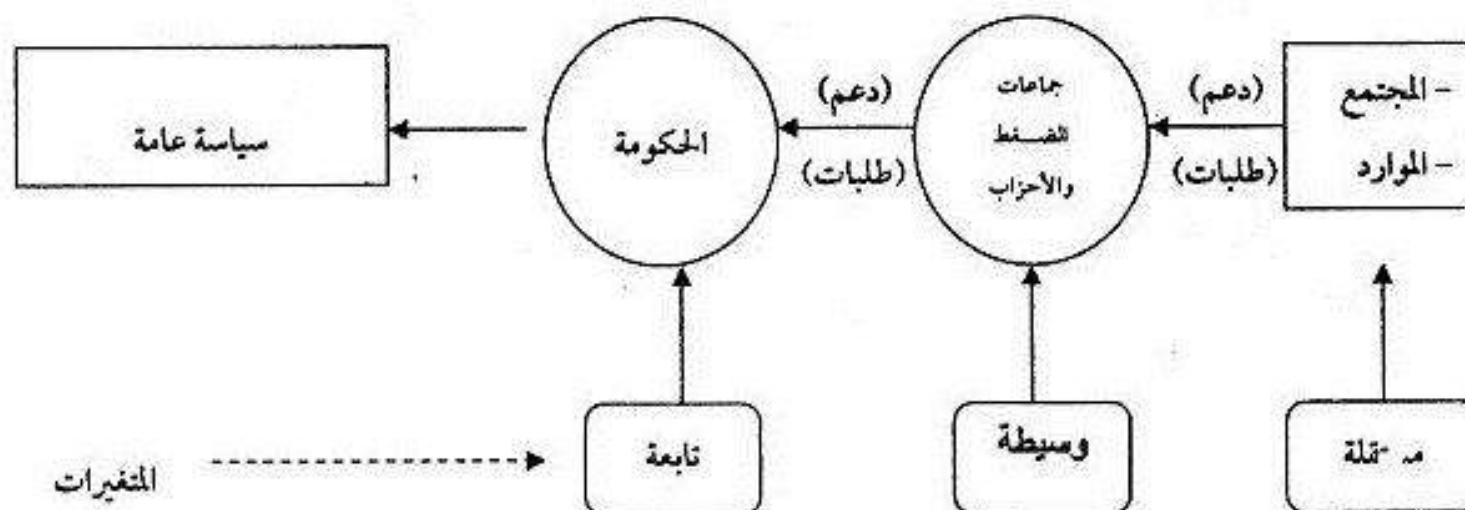 - المجتمع
- الموارد
(دعم)
(طلبات)
جماعات
الضغط
والأحزاب
(دعم)
(طلبات)
الحكومة
سياسة عامة
وسيطة
تابعة
المتغيرات